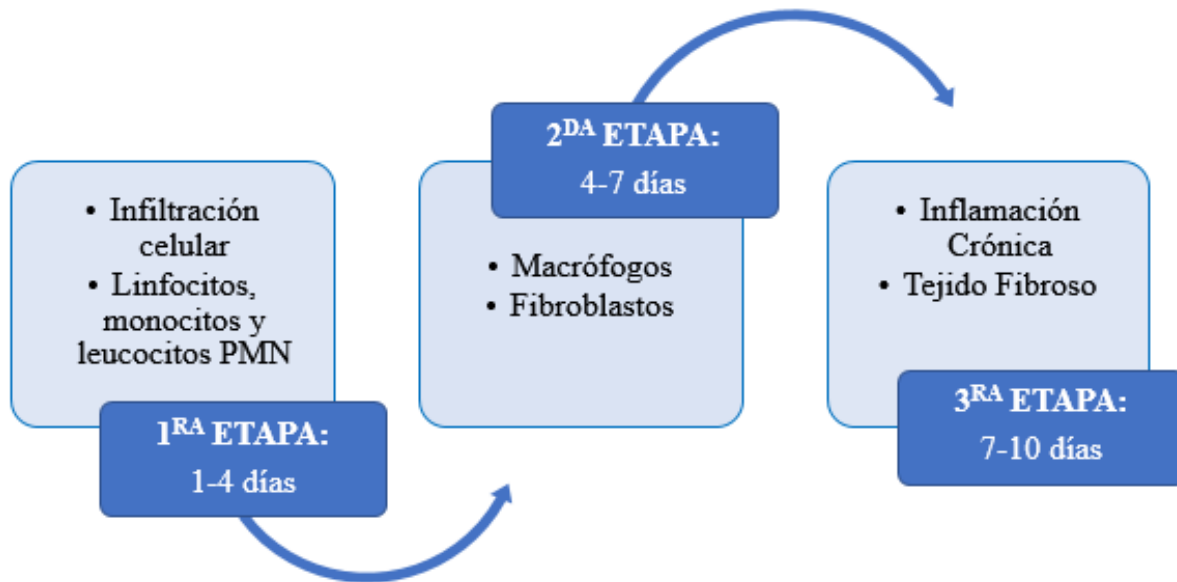 • Infiltración
celular
• Linfocitos,
monocitos y
leucocitos PMN
1RA ETAPA:
1-4 días
2DA ETAPA:
4-7 días
• Macrófogos
• Fibroblastos
• Inflamación
Crónica
• Tejido Fibroso
3RA ETAPA:
7-10 días